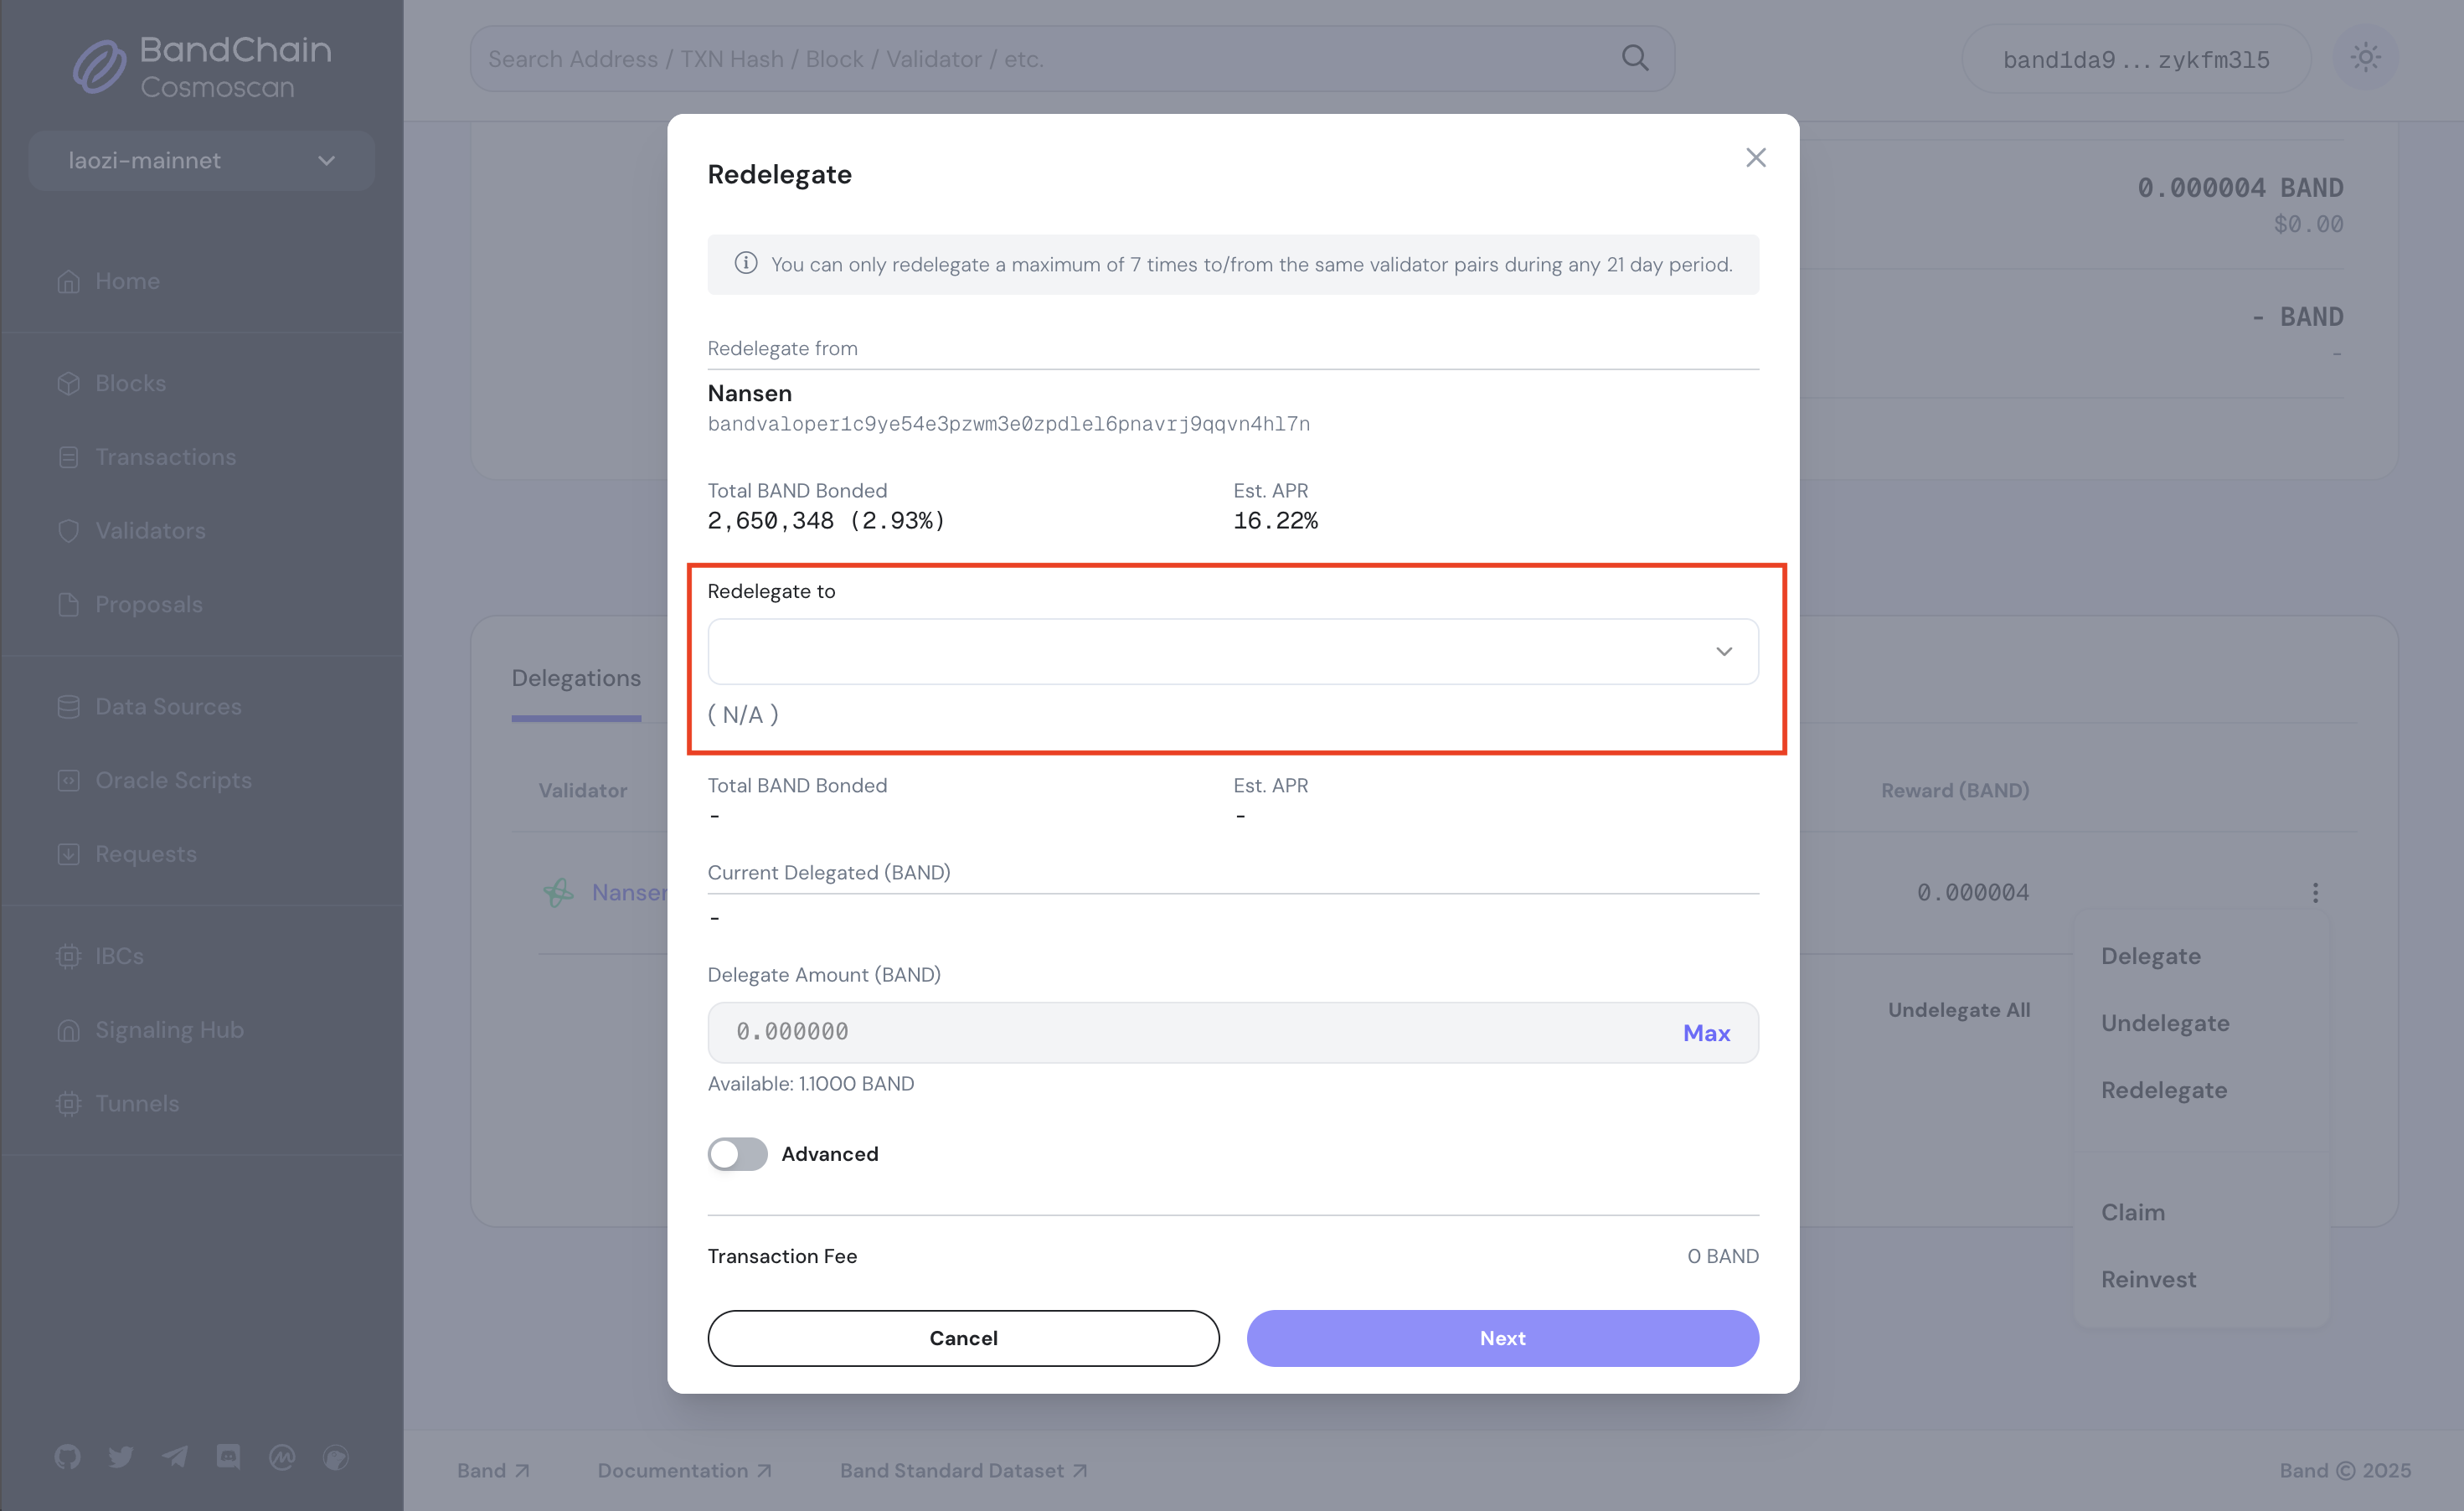 BandChain
Cosmoscan
laozi-mainnet
Home
Blocks
Transactions
Validators
Proposals
Data Sources
Oracle Scripts
Requests
IBCs
Signaling Hub
Tunnels
Search Address / TXN Hash / Block / Validator / etc.
band1da9 ... zykfm3l5
0.000004 BAND
$0.00
- BAND
-
Delegations
Validator
Reward (BAND)
Nansen
0.000004
Undelegate All
Delegate
Undelegate
Redelegate
Claim
Reinvest
Redelegate
You can only redelegate a maximum of 7 times to/from the same validator pairs during any 21 day period.
Redelegate from
Nansen
bandvaloper1c9ye54e3pzwm3e0zpdlel6pnavrj9qqvn4hl7n
Total BAND Bonded Est. APR
2,650,348 (2.93%) 16.22%
Redelegate to
( N/A )
Total BAND Bonded Est. APR
- -
Current Delegated (BAND)
-
Delegate Amount (BAND)
0.000000 Max
Available: 1.1000 BAND
Advanced
Transaction Fee 0 BAND
Cancel Next
Band Documentation Band Standard Dataset Band © 2025